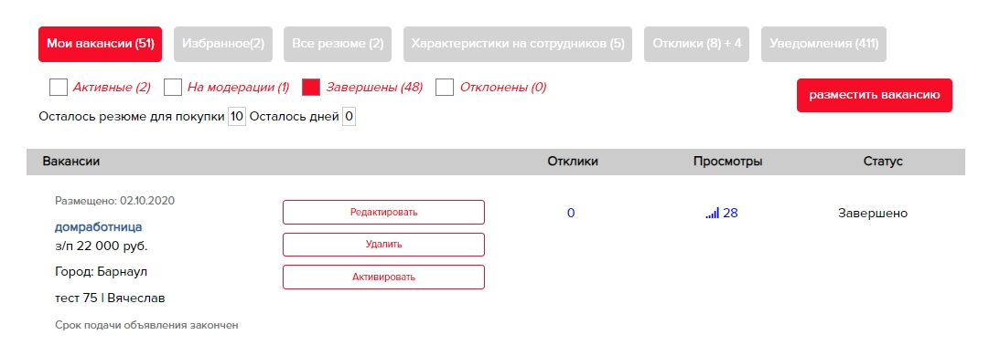 Мои вакансии (51) Избранное(2) Все резюме (2) Характеристики на сотрудников (5) Отклики (8) + 4 Уведомления (411)
Активные (2) На модерации (1) Завершены (48) Отклонены (0)
разместить вакансию
Осталось резюме для покупки 10 Осталось дней 0
Вакансии Отклики Просмотры Статус
Размещено: 02.10.2020
Редактировать 0 28 Завершено
домработница
з/п 22 000 руб.
Удалить
Город: Барнаул
Активировать
тест 75 | Вячеслав
Срок подачи объявления закончен